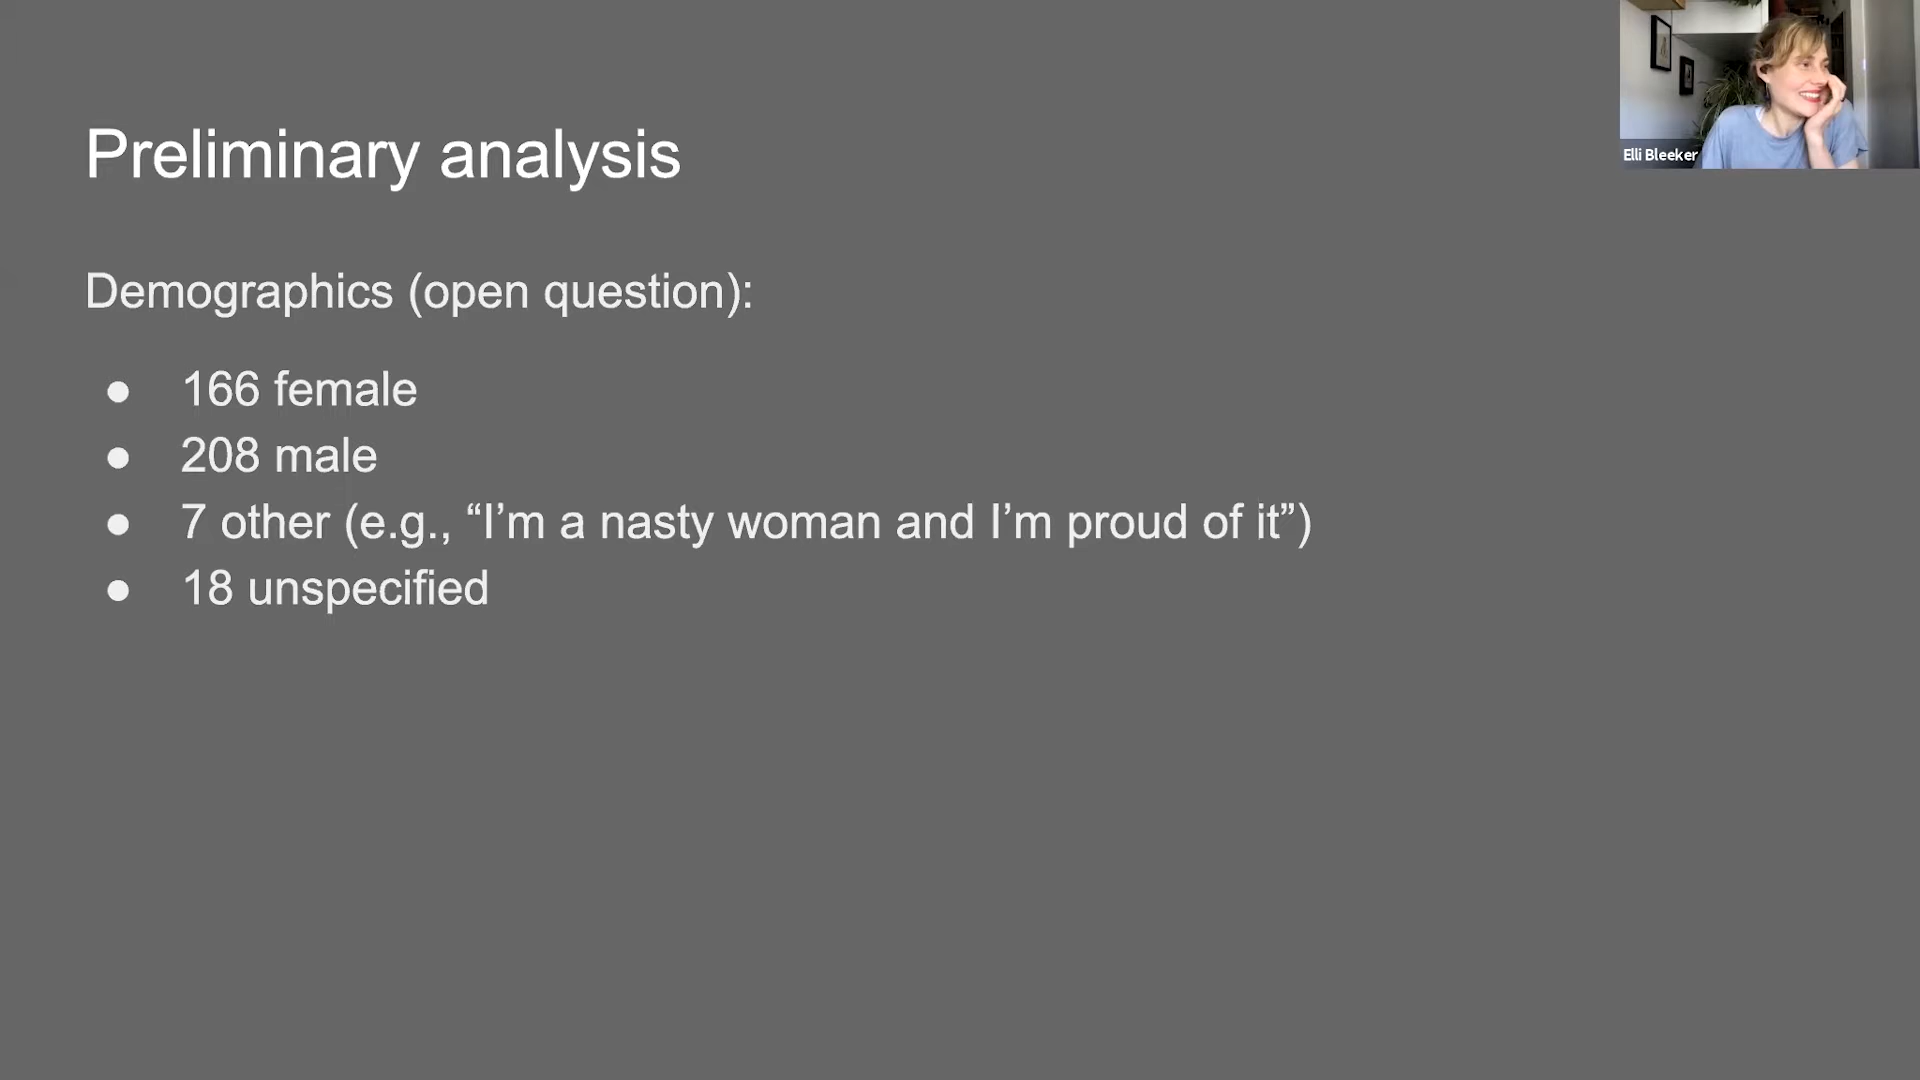 Elli Bleeker
Preliminary analysis
Demographics (open question):
● 166 female
● 208 male
● 7 other (e.g., “I’m a nasty woman and I’m proud of it”)
● 18 unspecified